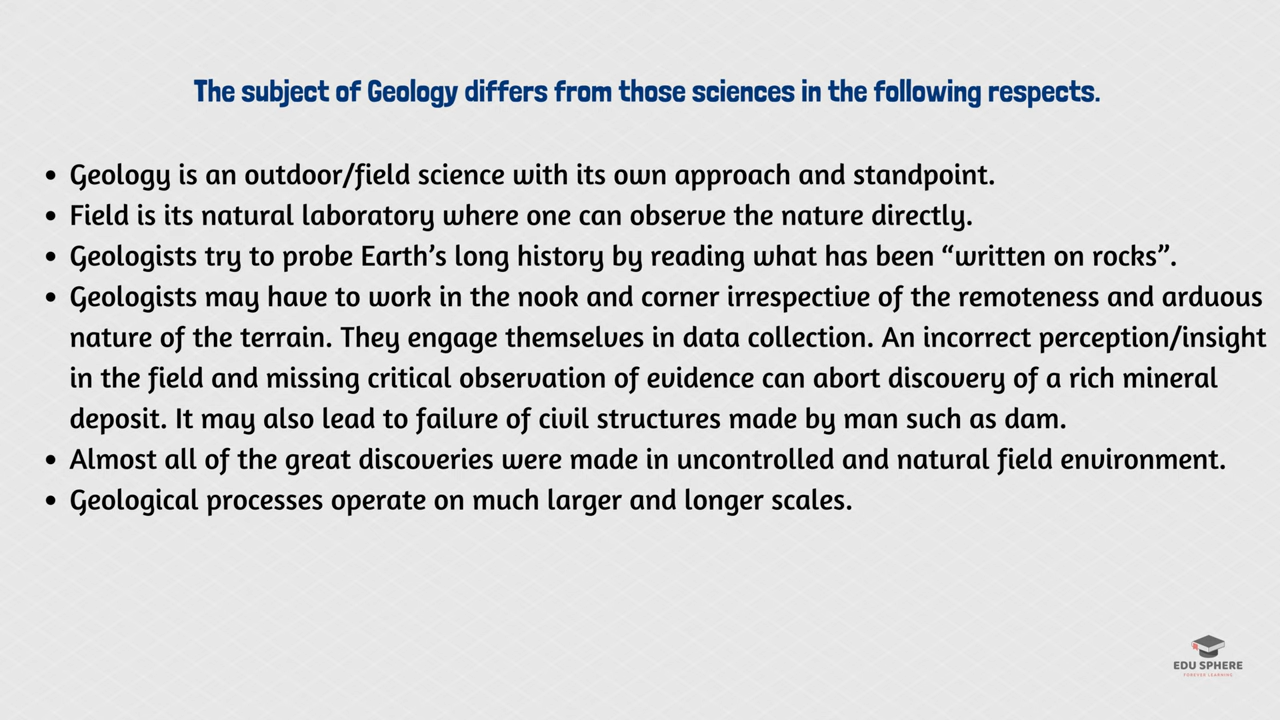 The subject of Geology differs from those sciences in the following respects.
• Geology is an outdoor/field science with its own approach and standpoint.
• Field is its natural laboratory where one can observe the nature directly.
• Geologists try to probe Earth’s long history by reading what has been “written on rocks”.
• Geologists may have to work in the nook and corner irrespective of the remoteness and arduous
nature of the terrain. They engage themselves in data collection. An incorrect perception/insight
in the field and missing critical observation of evidence can abort discovery of a rich mineral
deposit. It may also lead to failure of civil structures made by man such as dam.
• Almost all of the great discoveries were made in uncontrolled and natural field environment.
• Geological processes operate on much larger and longer scales.
EDU SPHERE
FOREVER LEARNING